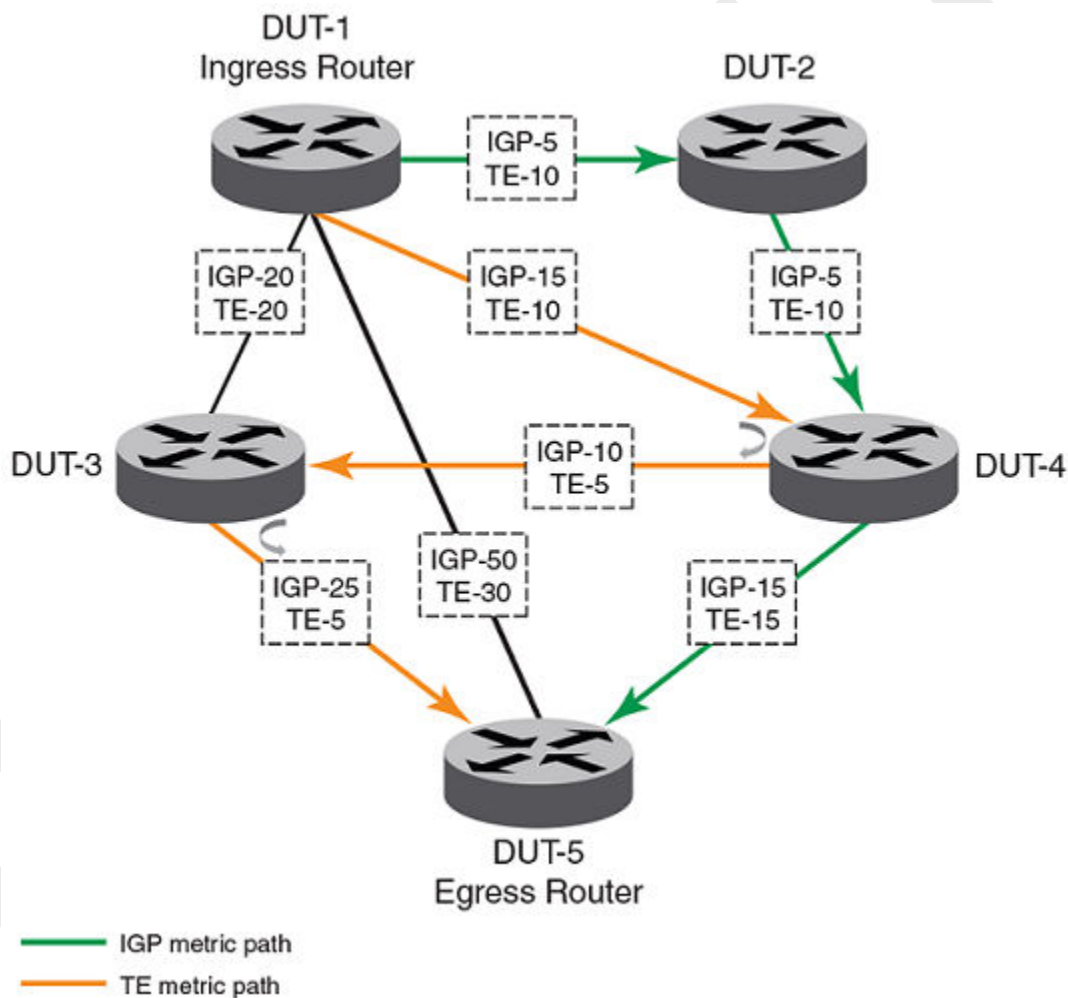 DUT-1
Ingress Router
DUT-2
IGP-5
TE-10
IGP-20
TE-20
IGP-15
TE-10
IGP-5
TE-10
DUT-3
IGP-10
TE-5
DUT-4
IGP-25
TE-5
IGP-50
TE-30
IGP-15
TE-15
DUT-5
Egress Router
IGP metric path
TE metric path